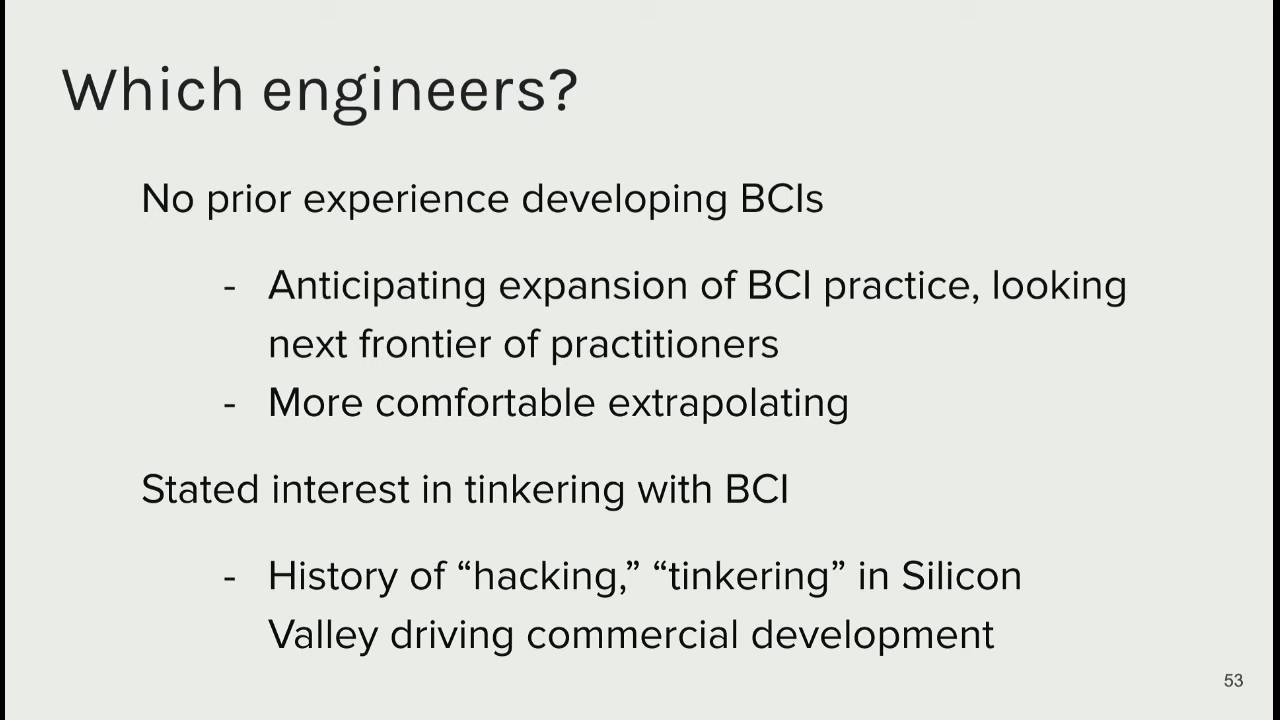 Which engineers?
No prior experience developing BCIs
- Anticipating expansion of BCI practice, looking
next frontier of practitioners
- More comfortable extrapolating
Stated interest in tinkering with BCI
- History of “hacking,” “tinkering” in Silicon
Valley driving commercial development
53